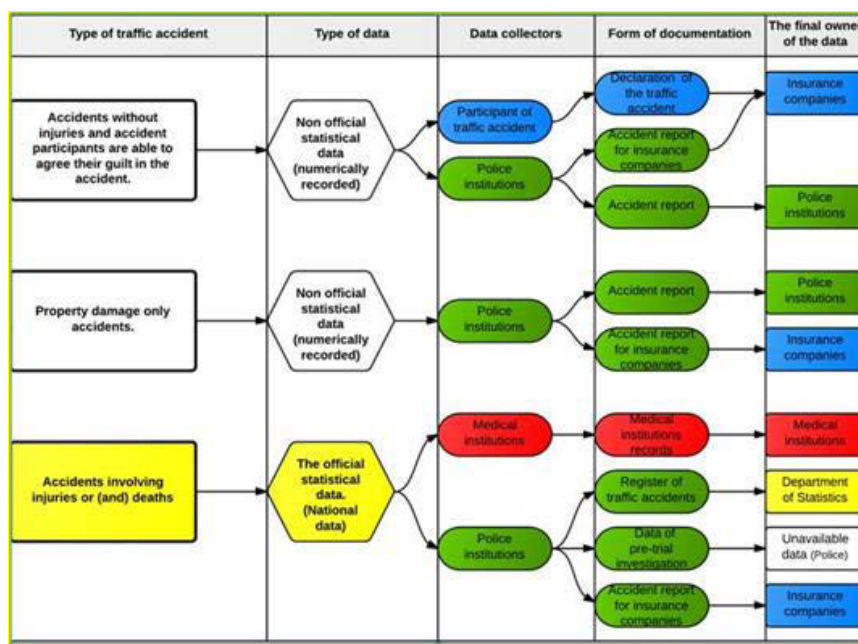 Type of traffic accident
Type of data
Data collectors
Form of documentation
The final owner
of the data
Accidents without
injuries and accident
participants are able to
agree their guilt in the
accident.
Non official
statistical
data
(numerically
recorded)
Participant of
traffic accident
Police
institutions
Declaration of
the traffic
accident
Accident report
for insurance
companies
Accident report
Insurance
companies
Police
institutions
Property damage only
accidents.
Non official
statistical
data
(numerically
recorded)
Police
institutions
Accident report
Accident report
for insurance
companies
Police
institutions
Insurance
companies
Accidents involving
injuries or (and) deaths
The official
statistical
data.
(National
data)
Medical
institutions
Police
institutions
Medical
institutions
records
Register of
traffic accidents
Data of
pre-trial
investigation
Accident report
for insurance
companies
Medical
institutions
Department
of Statistics
Unavailable
data (Police)
Insurance
companies